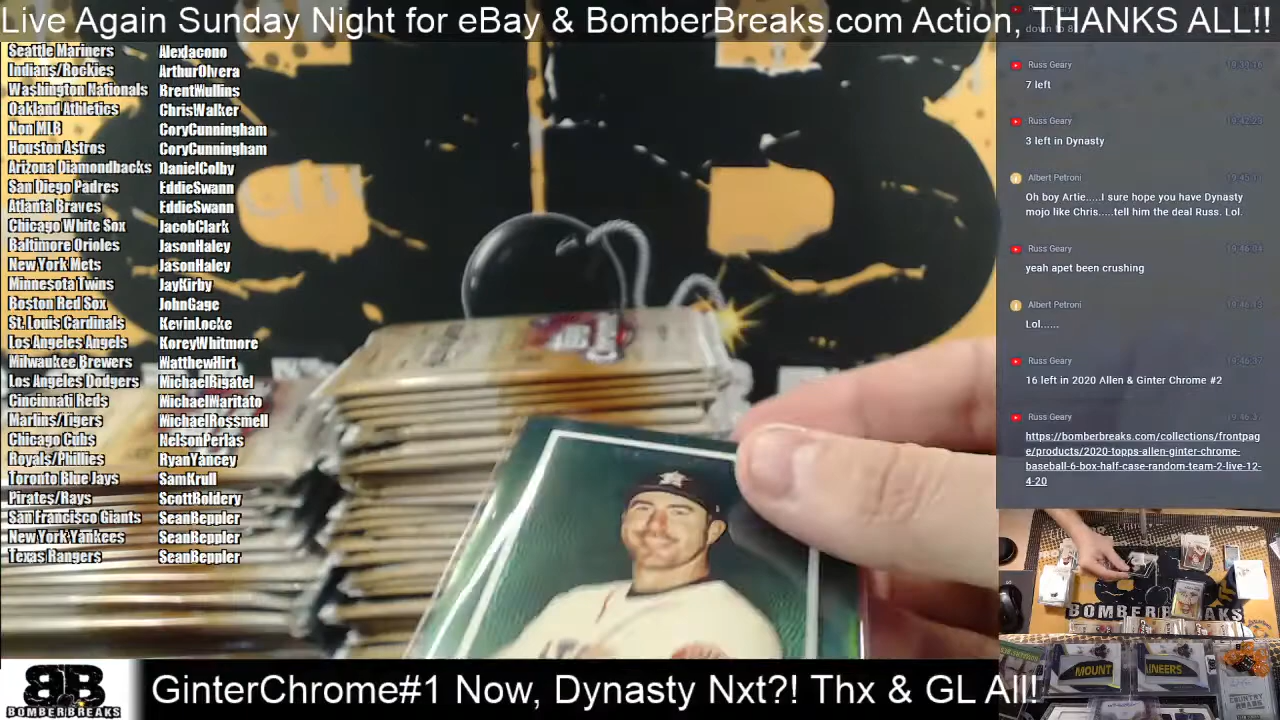 Live Again Sunday Night for eBay & BomberBreaks.com Action, THANKS ALL!!
Seattle Mariners AlexJacono
Indians/Rockies ArthurOlvera
Washington Nationals BrentMullins
Oakland Athletics ChrisWalker
Non MLB CoryCunningham
Houston Astros CoryCunningham
Arizona Diamondbacks DanielColby
San Diego Padres EddieSwann
Atlanta Braves EddieSwann
Chicago White Sox JacobClark
Baltimore Orioles JasonHaley
New York Mets JasonHaley
Minnesota Twins JayKirby
Boston Red Sox JohnGage
St. Louis Cardinals KevinLocke
Los Angeles Angels KoreyWhitmore
Milwaukee Brewers MatthewHirt
Los Angeles Dodgers MichaelRigatel
Cincinnati Reds MichaelMaritato
Marlins/Tigers MichaelRossmell
Chicago Cubs NelsonPerlas
Royals/Phillies RyanYancey
Toronto Blue Jays SamKrull
Pirates/Rays ScottBoldery
San Francisco Giants SeanBeppler
New York Yankees SeanBeppler
Texas Rangers SeanBeppler
Russ Geary
7 left
Russ Geary
3 left in Dynasty
Albert Petroni
Oh boy Artie.....I sure hope you have Dynasty
mojo like Chris.....tell him the deal Russ. Lol.
Russ Geary
yeah apet been crushing
Albert Petroni
Lol......
Russ Geary
16 left in 2020 Allen & Ginter Chrome #2
Russ Geary
https://bomberbreaks.com/collections/frontpag
e/products/2020-topps-allen-ginter-chrome-
baseball-6-box-half-case-random-team-2-live-12-
4-20
BOMBERBREAKS
MOUNT AINEERS
BOMBERBREAKS
GinterChrome#1 Now, Dynasty Nxt?! Thx & GL All!